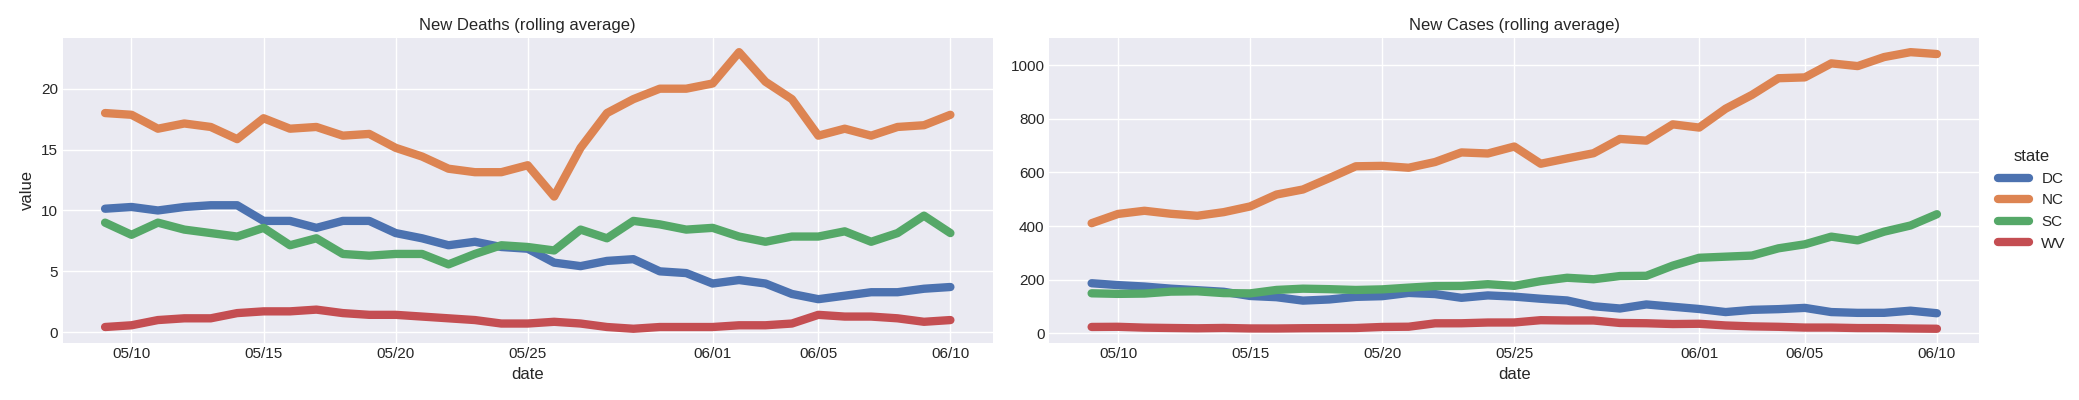 New Deaths (rolling average)
value
20
15
10
5
0
05/10 05/15 05/20 05/25 06/01 06/05 06/10
date
New Cases (rolling average)
1000
800
600
400
200
0
05/10 05/15 05/20 05/25 06/01 06/05 06/10
date
state
DC
NC
SC
WV